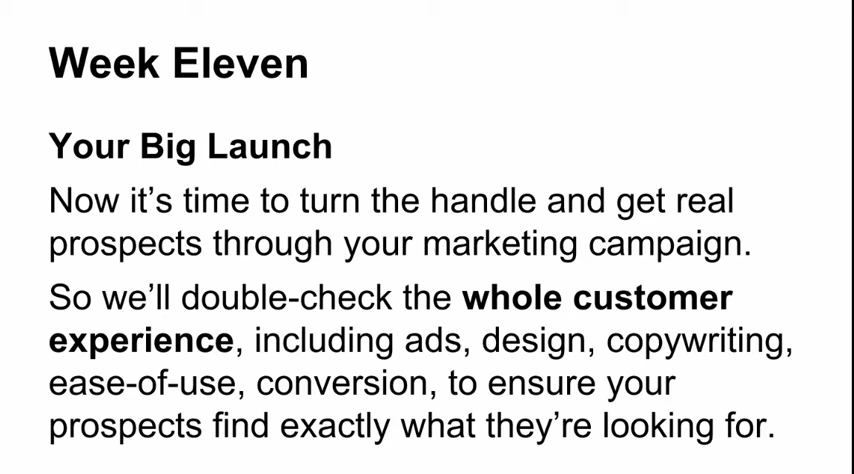 Week Eleven
Your Big Launch
Now it’s time to turn the handle and get real
prospects through your marketing campaign.
So we’ll double-check the whole customer
experience, including ads, design, copywriting,
ease-of-use, conversion, to ensure your
prospects find exactly what they’re looking for.